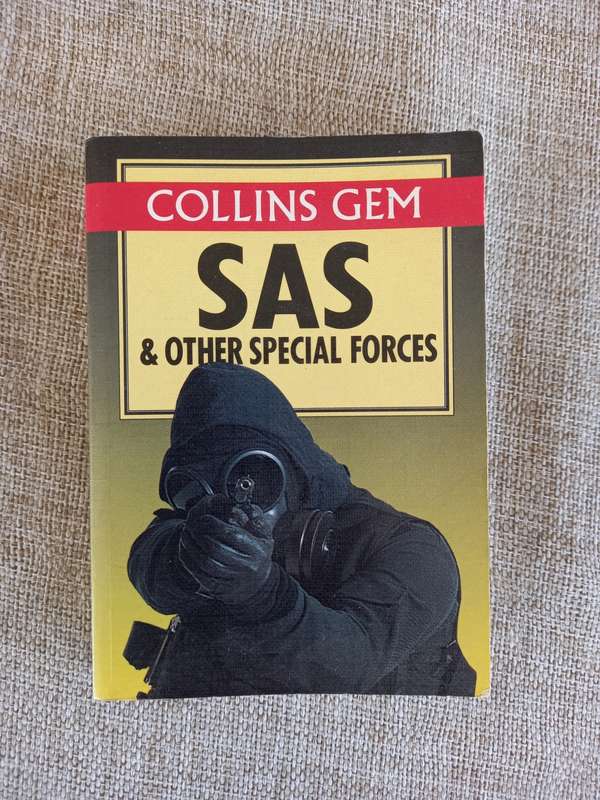 COLLINS GEM
SAS
& OTHER SPECIAL FORCES